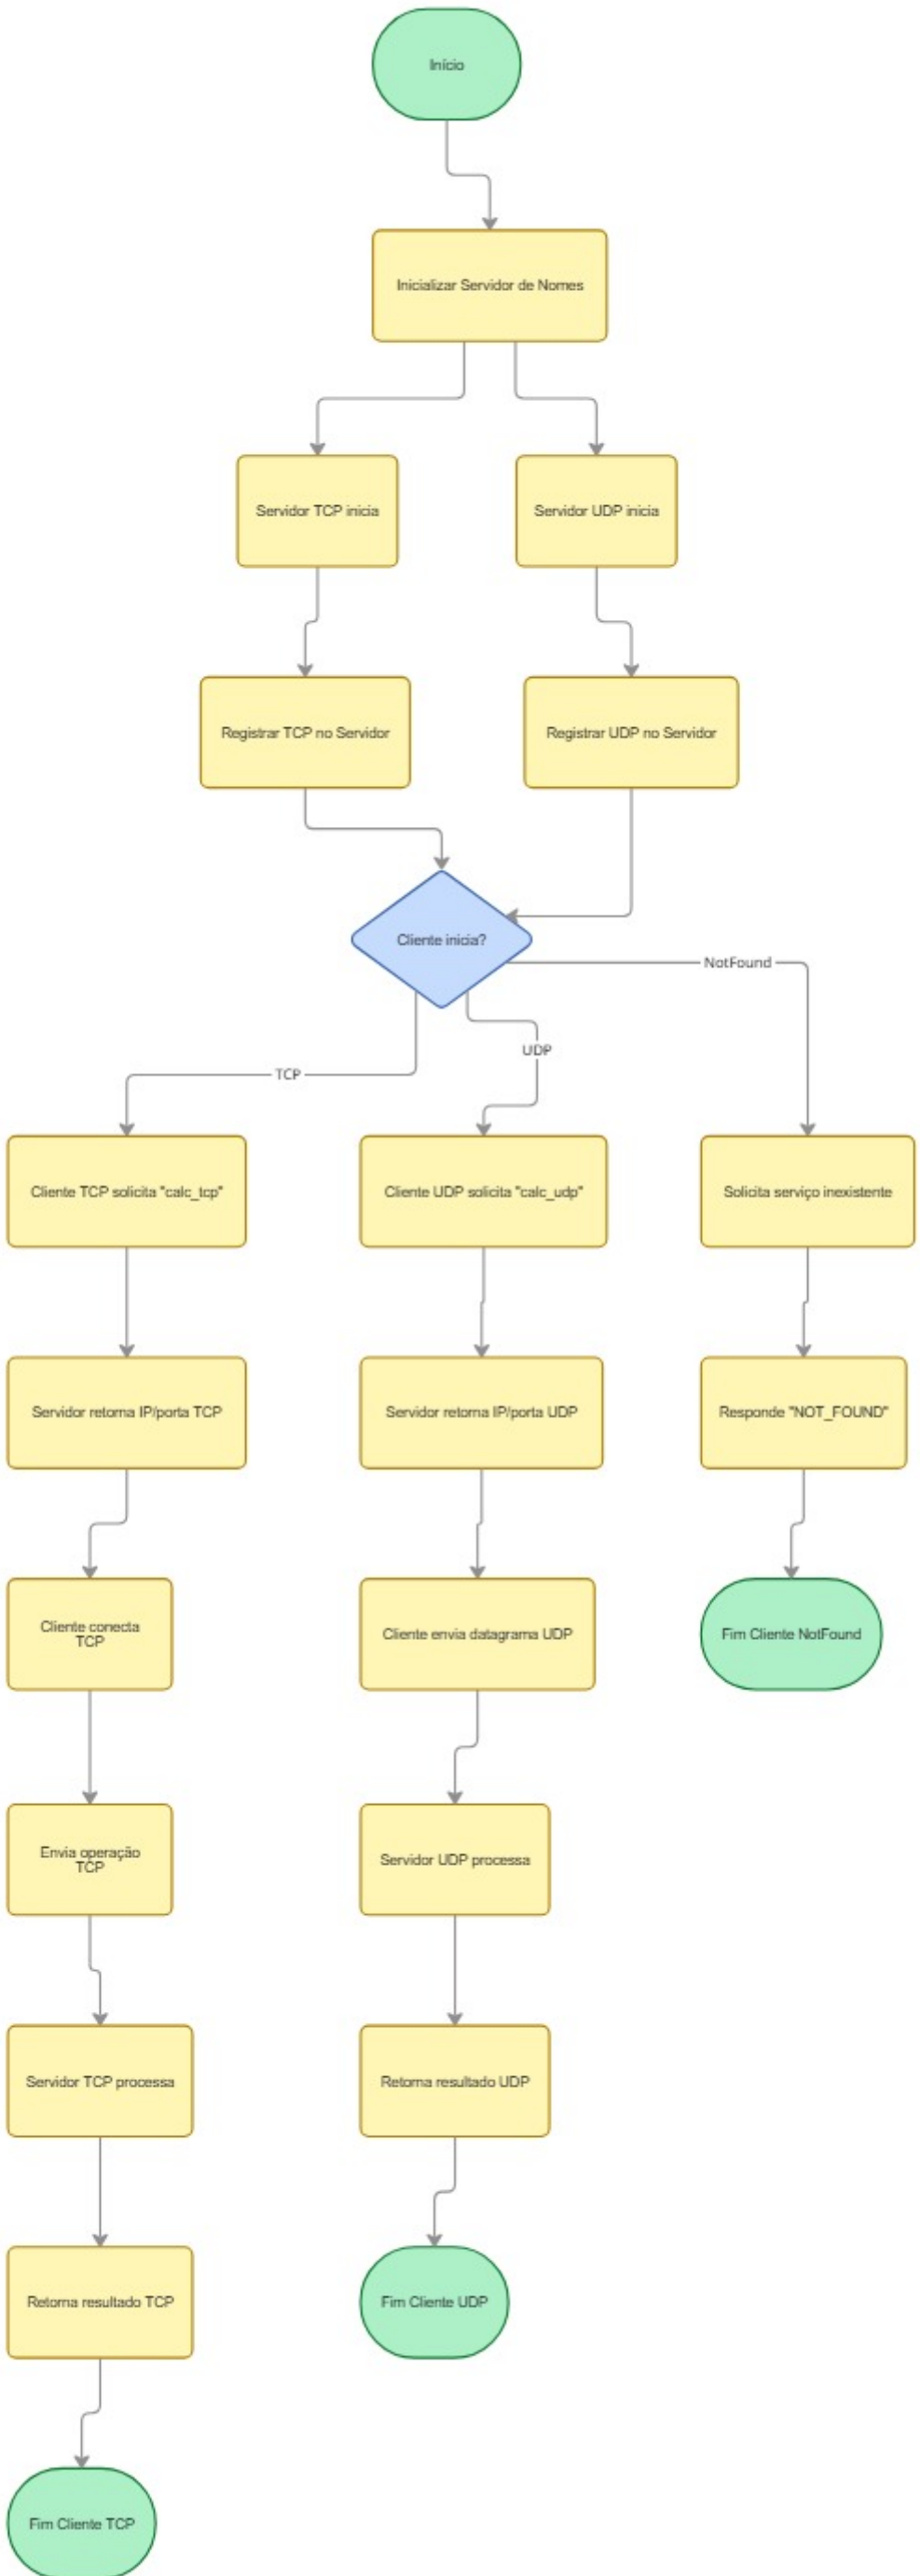 Início
Inicializar Servidor de Nomes
Servidor TCP inicia
Servidor UDP inicia
Registrar TCP no Servidor
Registrar UDP no Servidor
Cliente inicia?
NotFound
UDP
TCP
Cliente TCP solicita "calc_tcp"
Cliente UDP solicita "calc_udp"
Solicita serviço inexistente
Servidor retorna IP/porta TCP
Servidor retorna IP/porta UDP
Responde "NOT_FOUND"
Cliente conecta
TCP
Cliente envia datagrama UDP
Fim Cliente NotFound
Envia operação
TCP
Servidor UDP processa
Servidor TCP processa
Retorna resultado UDP
Retorna resultado TCP
Fim Cliente UDP
Fim Cliente TCP